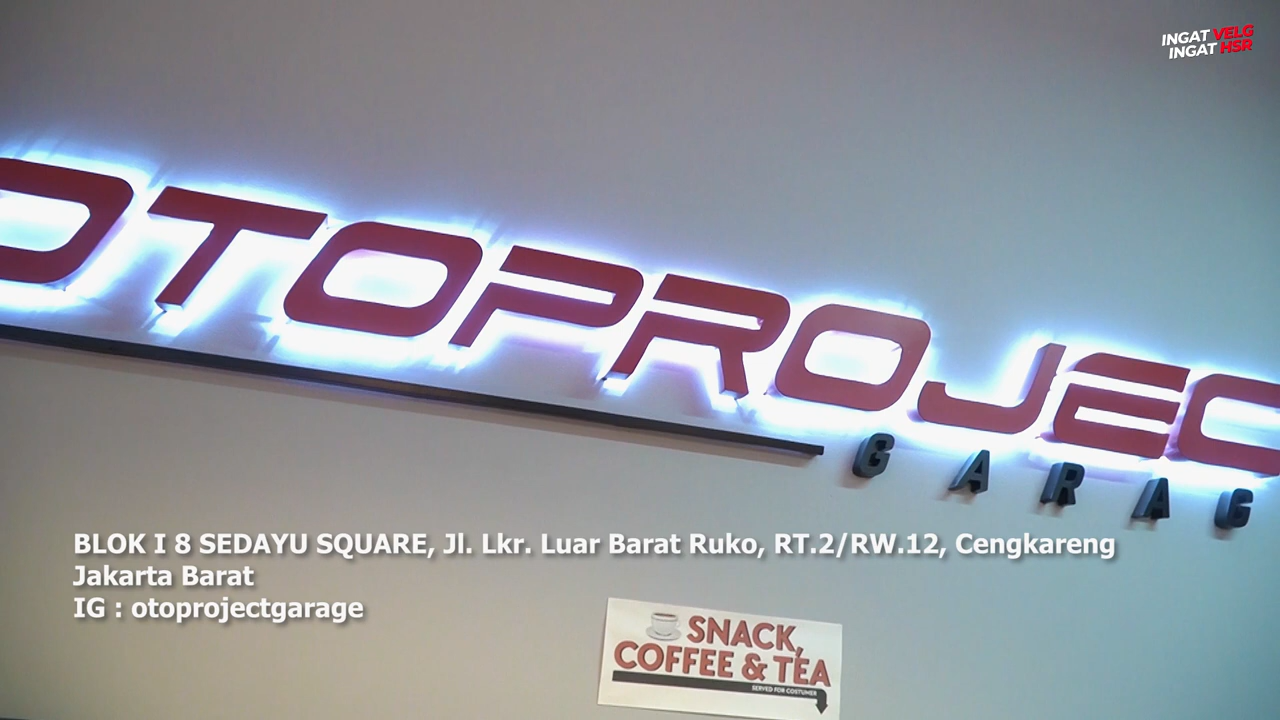 INGAT VELG
INGAT HSR
OTOPROJEC
GARAG
BLOK I 8 SEDAYU SQUARE, Jl. Lkr. Luar Barat Ruko, RT.2/RW.12, Cengkareng
Jakarta Barat
IG : otoprojectgarage
SNACK,
COFFEE & TEA
SERVED FOR COSTUMER